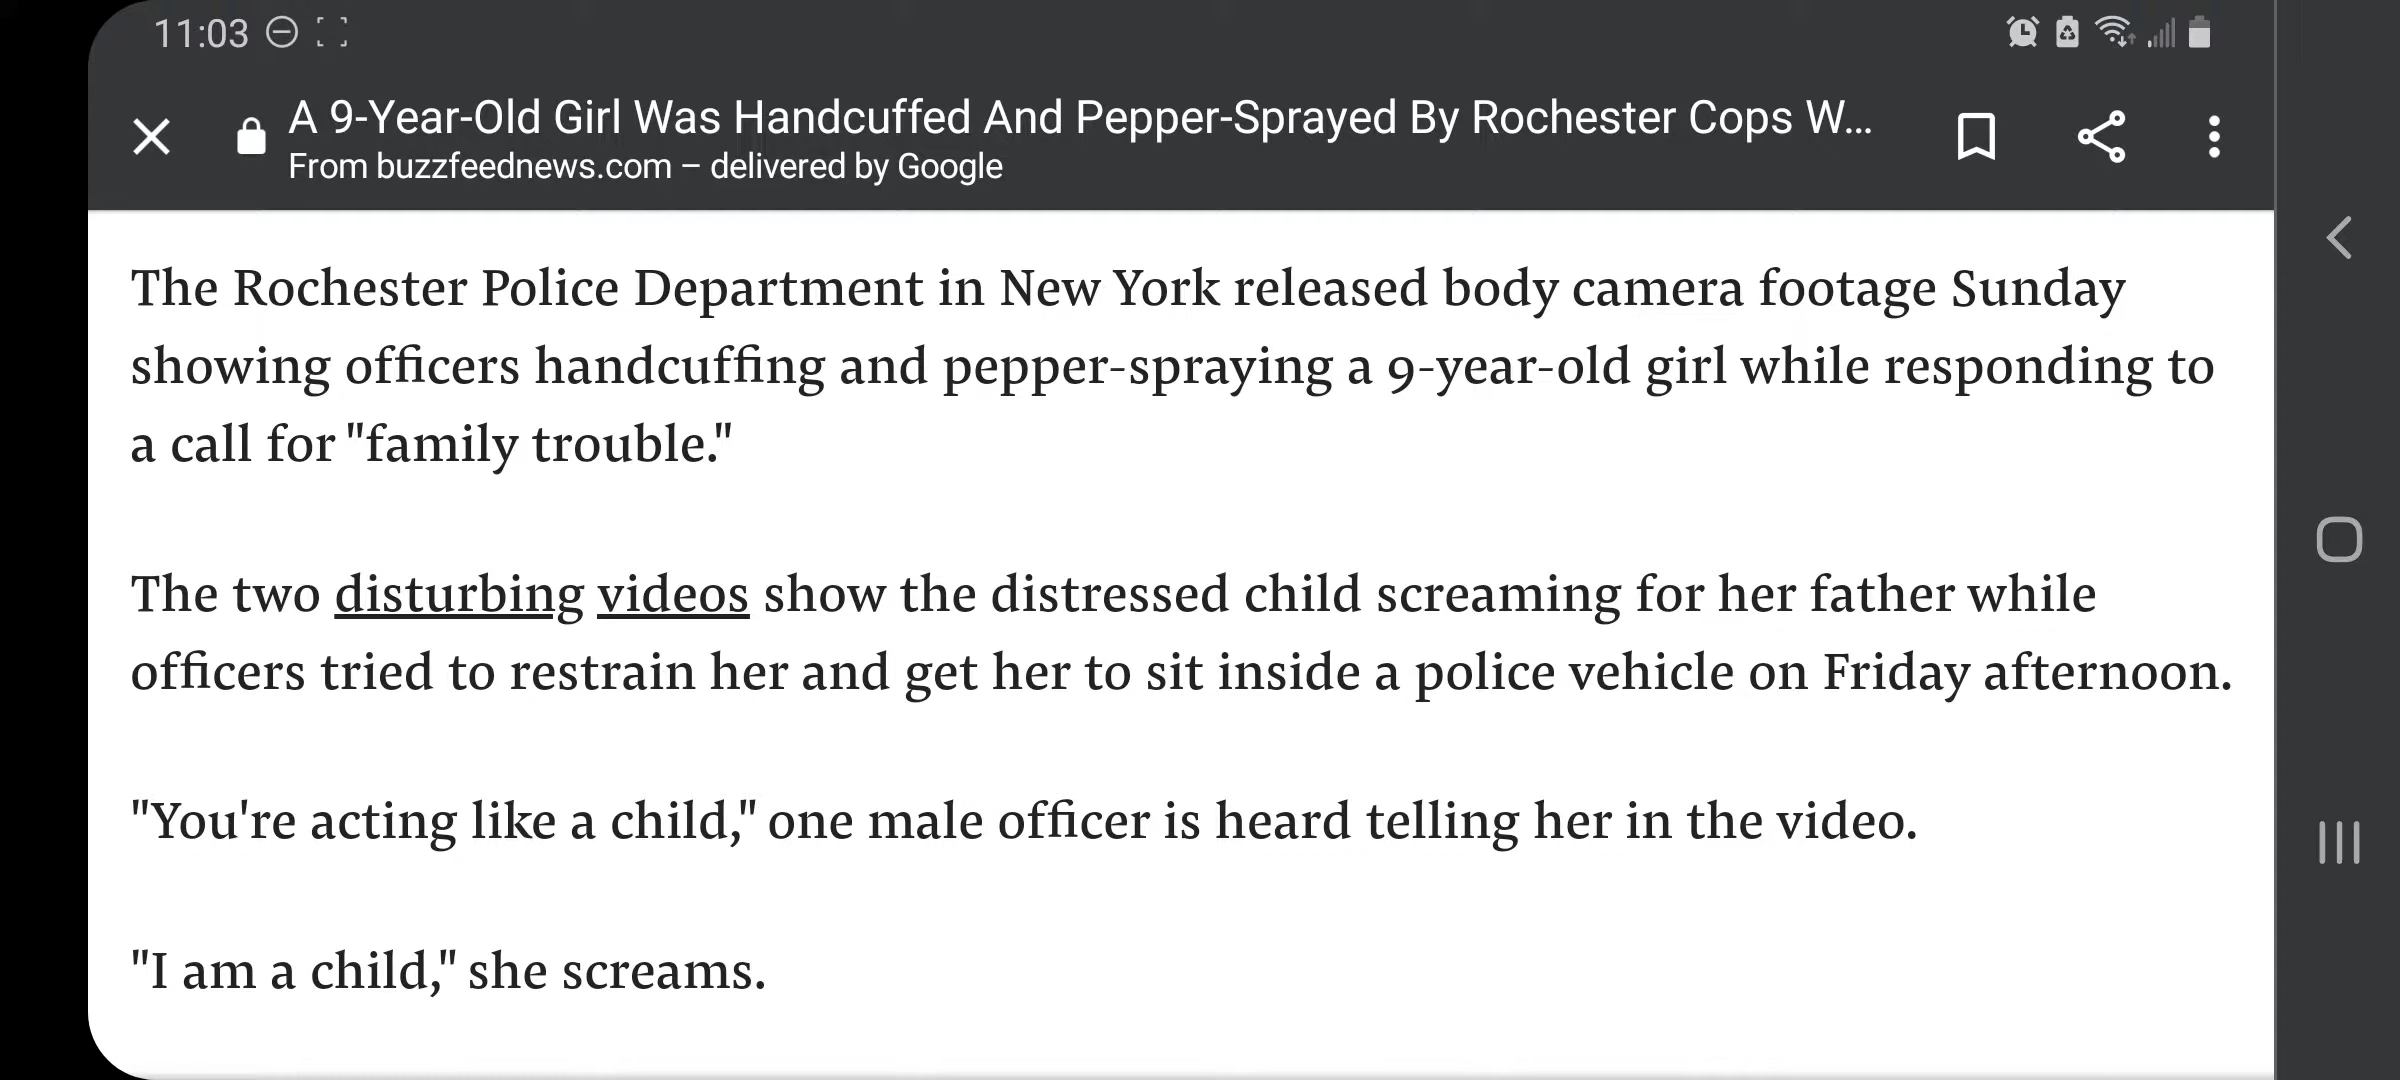 11:03
A 9-Year-Old Girl Was Handcuffed And Pepper-Sprayed By Rochester Cops W...
From buzzfeednews.com – delivered by Google
The Rochester Police Department in New York released body camera footage Sunday
showing officers handcuffing and pepper-spraying a 9-year-old girl while responding to
a call for "family trouble."
The two disturbing videos show the distressed child screaming for her father while
officers tried to restrain her and get her to sit inside a police vehicle on Friday afternoon.
"You're acting like a child," one male officer is heard telling her in the video.
"I am a child," she screams.